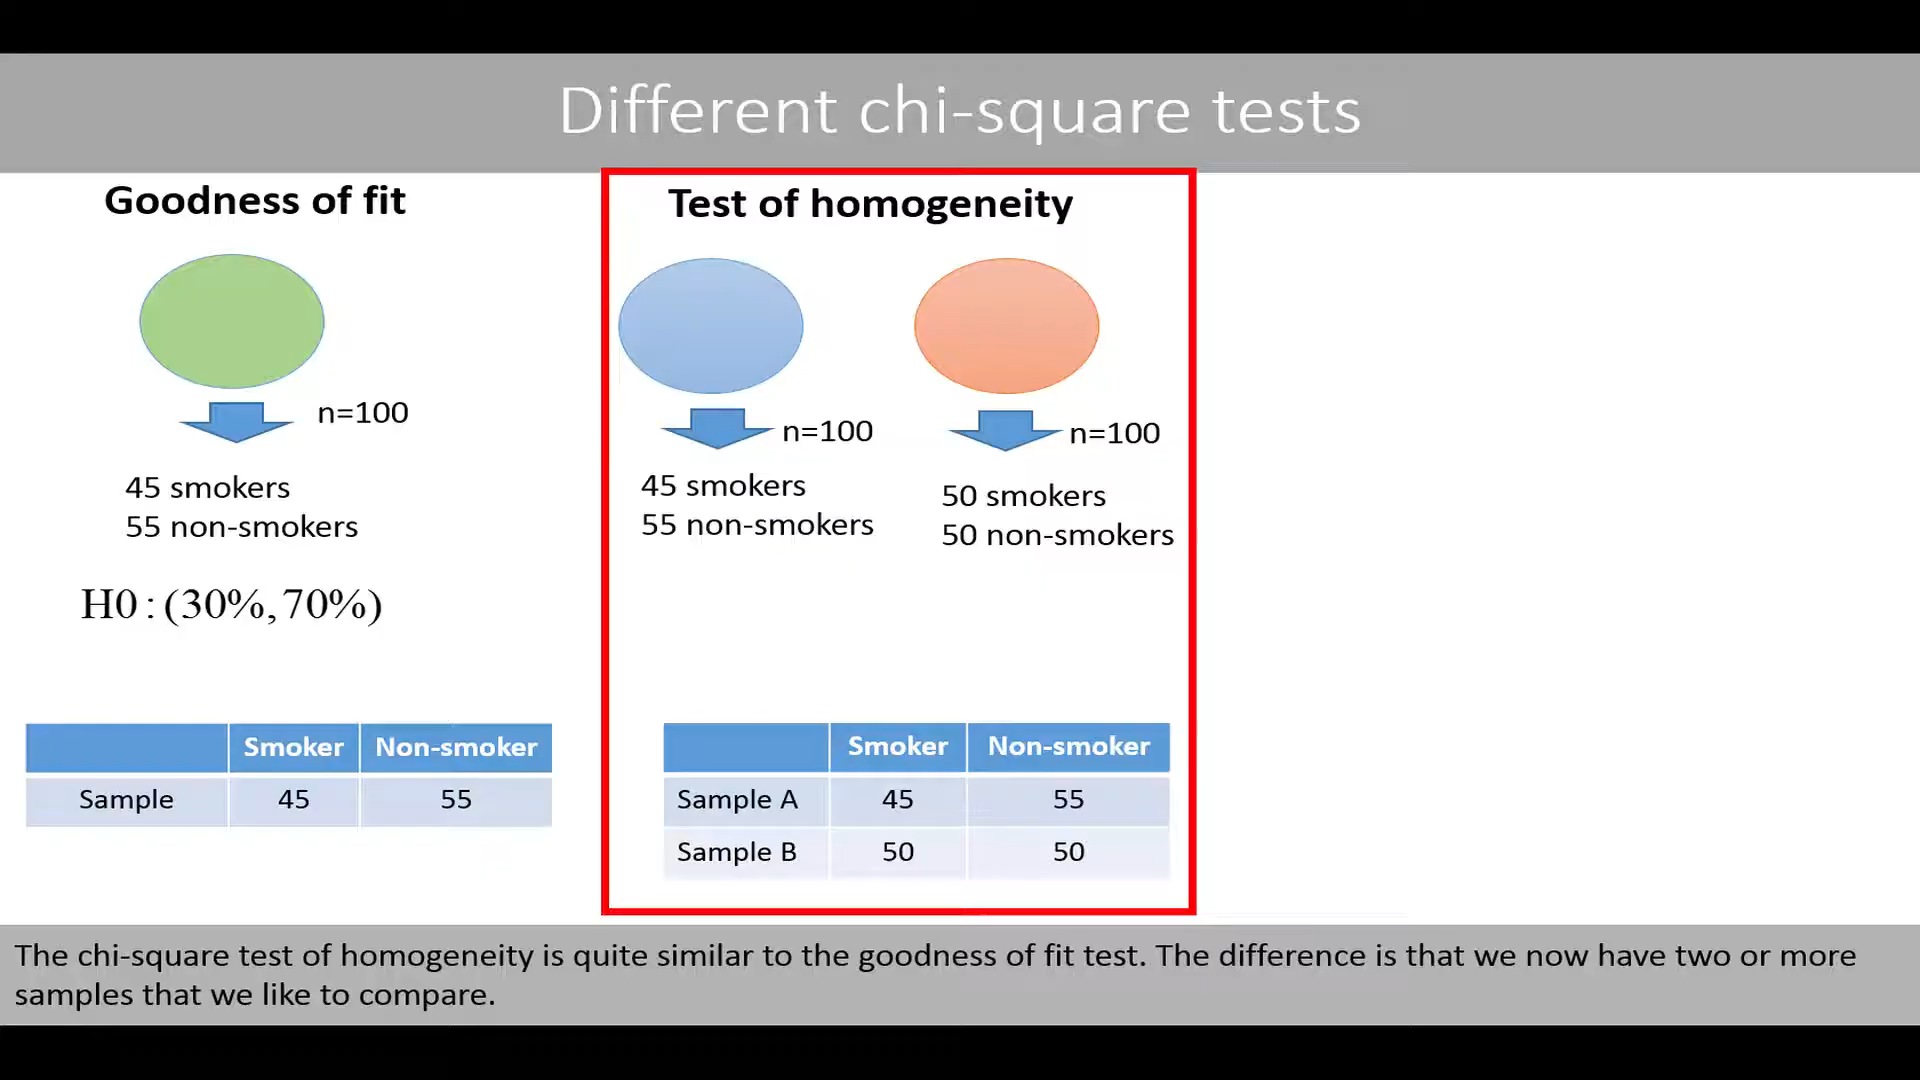 Different chi-square tests
Goodness of fit
n=100
45 smokers
55 non-smokers
H0 : (30%, 70%)
Smoker Non-smoker
Sample 45 55
Test of homogeneity
n=100
45 smokers
55 non-smokers
n=100
50 smokers
50 non-smokers
Smoker Non-smoker
Sample A 45 55
Sample B 50 50
The chi-square test of homogeneity is quite similar to the goodness of fit test. The difference is that we now have two or more
samples that we like to compare.